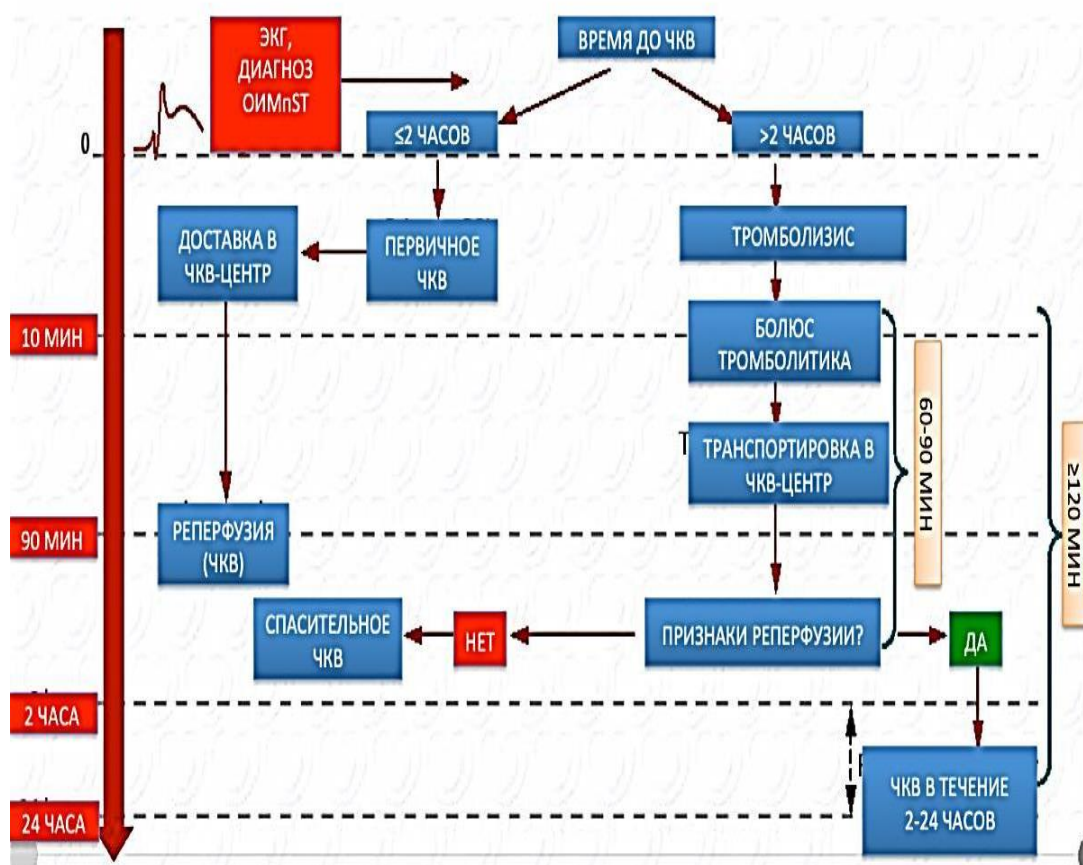 ЭКГ,
ДИАГНОЗ
ОИМпST
ВРЕМЯ ДО ЧКВ
≤2 ЧАСОВ
>2 ЧАСОВ
0
ДОСТАВКА В
ЧКВ-ЦЕНТР
ПЕРВИЧНОЕ
ЧКВ
ТРОМБОЛИЗИС
10 МИН
БОЛЮС
ТРОМБОЛИТИКА
60-90 МИН
≥120 МИН
ТРАНСПОРТИРОВКА В
ЧКВ-ЦЕНТР
90 МИН
РЕПЕРФУЗИЯ
(ЧКВ)
СПАСИТЕЛЬНОЕ
ЧКВ
НЕТ
ПРИЗНАКИ РЕПЕРФУЗИИ?
ДА
2 ЧАСА
ЧКВ В ТЕЧЕНИЕ
2-24 ЧАСОВ
24 ЧАСА